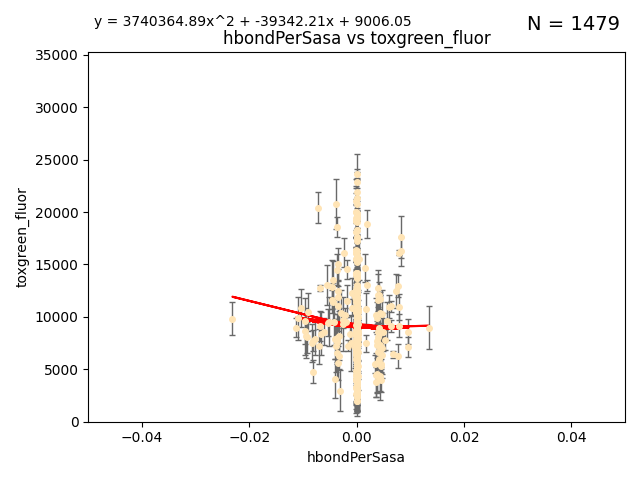 y = 3740364.89x^2 + -39342.21x + 9006.05
N = 1479
hbondPerSasa vs toxgreen_fluor
35000
30000
25000
20000
15000
10000
5000
0
toxgreen_fluor
−0.04
−0.02
0.00
0.02
0.04
hbondPerSasa